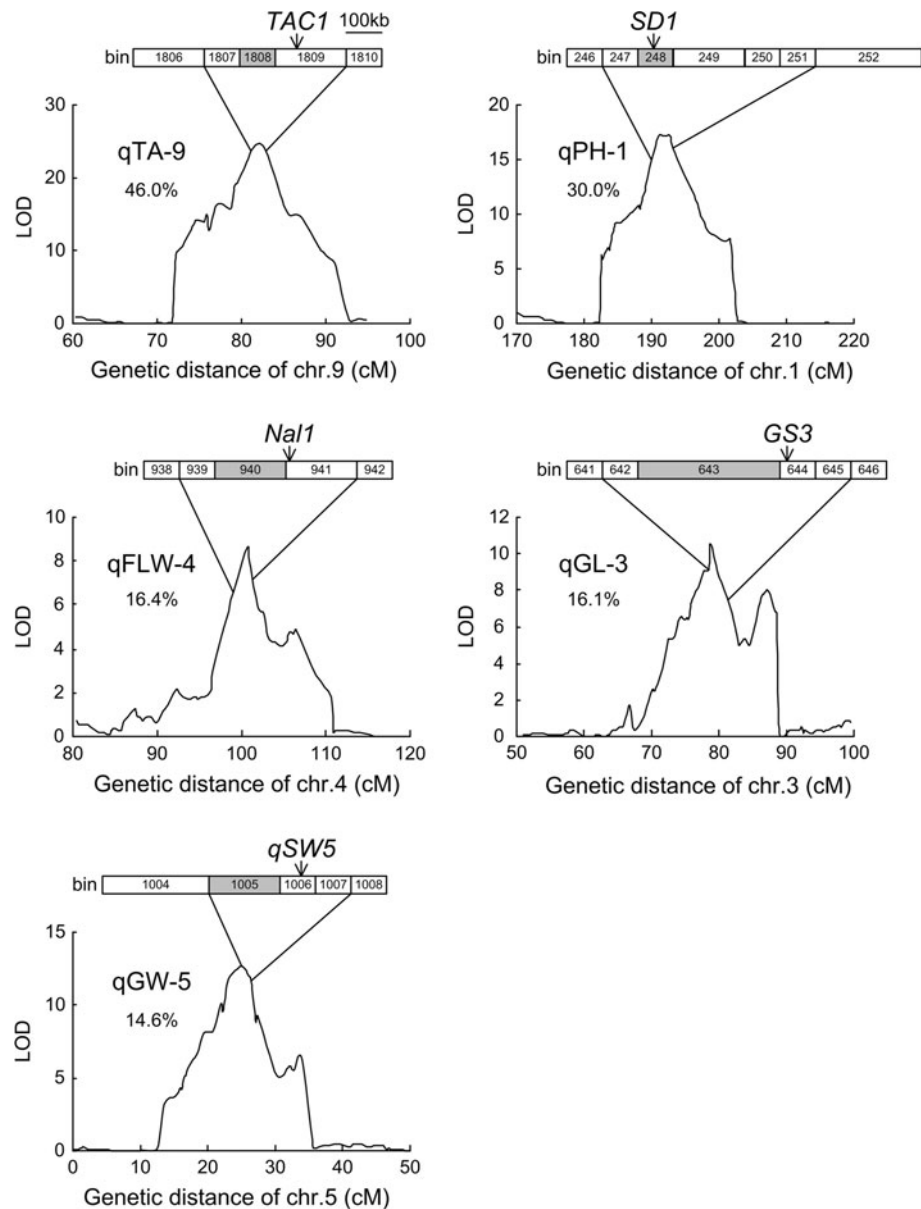 TAC1 100kb
bin 1806 1807 1808 1809 1810
30
20
10
0
LOD
qTA-9
46.0%
60 70 80 90 100
Genetic distance of chr.9 (cM)
SD1
bin 246 247 248 249 250 251 252
20
15
10
5
0
LOD
qPH-1
30.0%
170 180 190 200 210 220
Genetic distance of chr.1 (cM)
Nal1
bin 938 939 940 941 942
10
8
6
4
2
0
LOD
qFLW-4
16.4%
80 90 100 110 120
Genetic distance of chr.4 (cM)
GS3
bin 641 642 643 644 645 646
12
10
8
6
4
2
0
LOD
qGL-3
16.1%
50 60 70 80 90 100
Genetic distance of chr.3 (cM)
qSW5
bin 1004 1005 1006 1007 1008
15
10
5
0
LOD
qGW-5
14.6%
0 10 20 30 40 50
Genetic distance of chr.5 (cM)